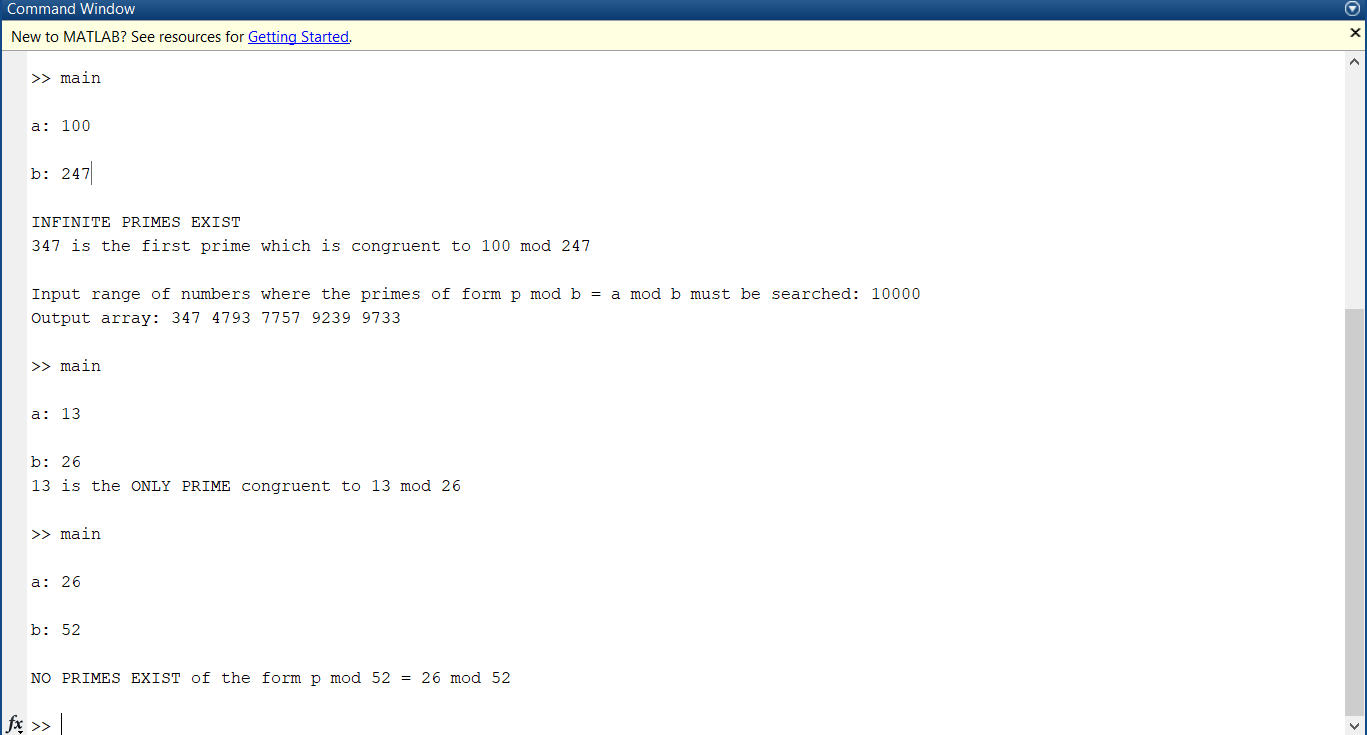 Command Window
New to MATLAB? See resources for Getting Started.
>> main
a: 100
b: 247
INFINITE PRIMES EXIST
347 is the first prime which is congruent to 100 mod 247
Input range of numbers where the primes of form p mod b = a mod b must be searched: 10000
Output array: 347 4793 7757 9239 9733
>> main
a: 13
b: 26
13 is the ONLY PRIME congruent to 13 mod 26
>> main
a: 26
b: 52
NO PRIMES EXIST of the form p mod 52 = 26 mod 52
fx >>